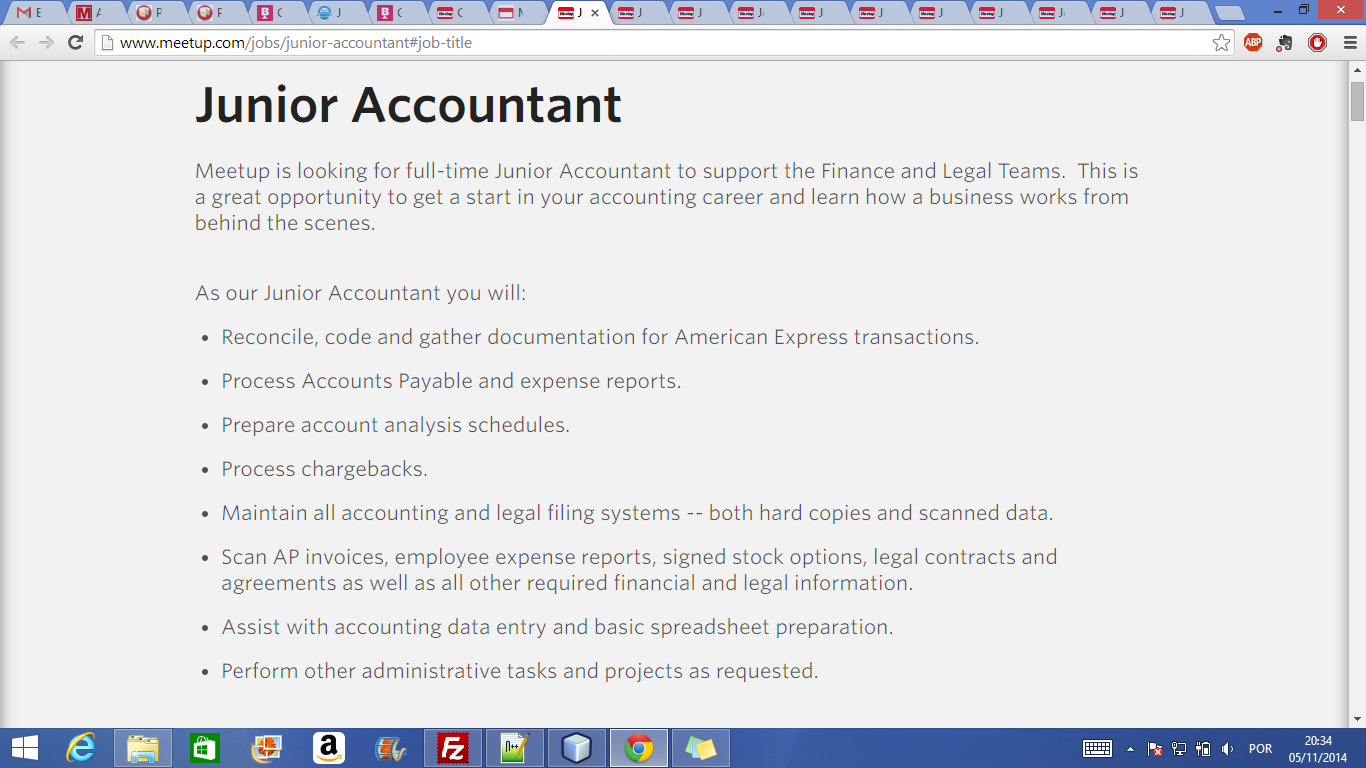 E
A
P
F
C
J
C
C
M
J
J
J
J
J
J
J
J
J
J
J
www.meetup.com/jobs/junior-accountant#job-title
ABP
Junior Accountant
Meetup is looking for full-time Junior Accountant to support the Finance and Legal Teams.  This is
a great opportunity to get a start in your accounting career and learn how a business works from
behind the scenes.
As our Junior Accountant you will:
• Reconcile, code and gather documentation for American Express transactions.
• Process Accounts Payable and expense reports.
• Prepare account analysis schedules.
• Process chargebacks.
• Maintain all accounting and legal filing systems -- both hard copies and scanned data.
• Scan AP invoices, employee expense reports, signed stock options, legal contracts and
agreements as well as all other required financial and legal information.
• Assist with accounting data entry and basic spreadsheet preparation.
• Perform other administrative tasks and projects as requested.
POR
20:34
05/11/2014